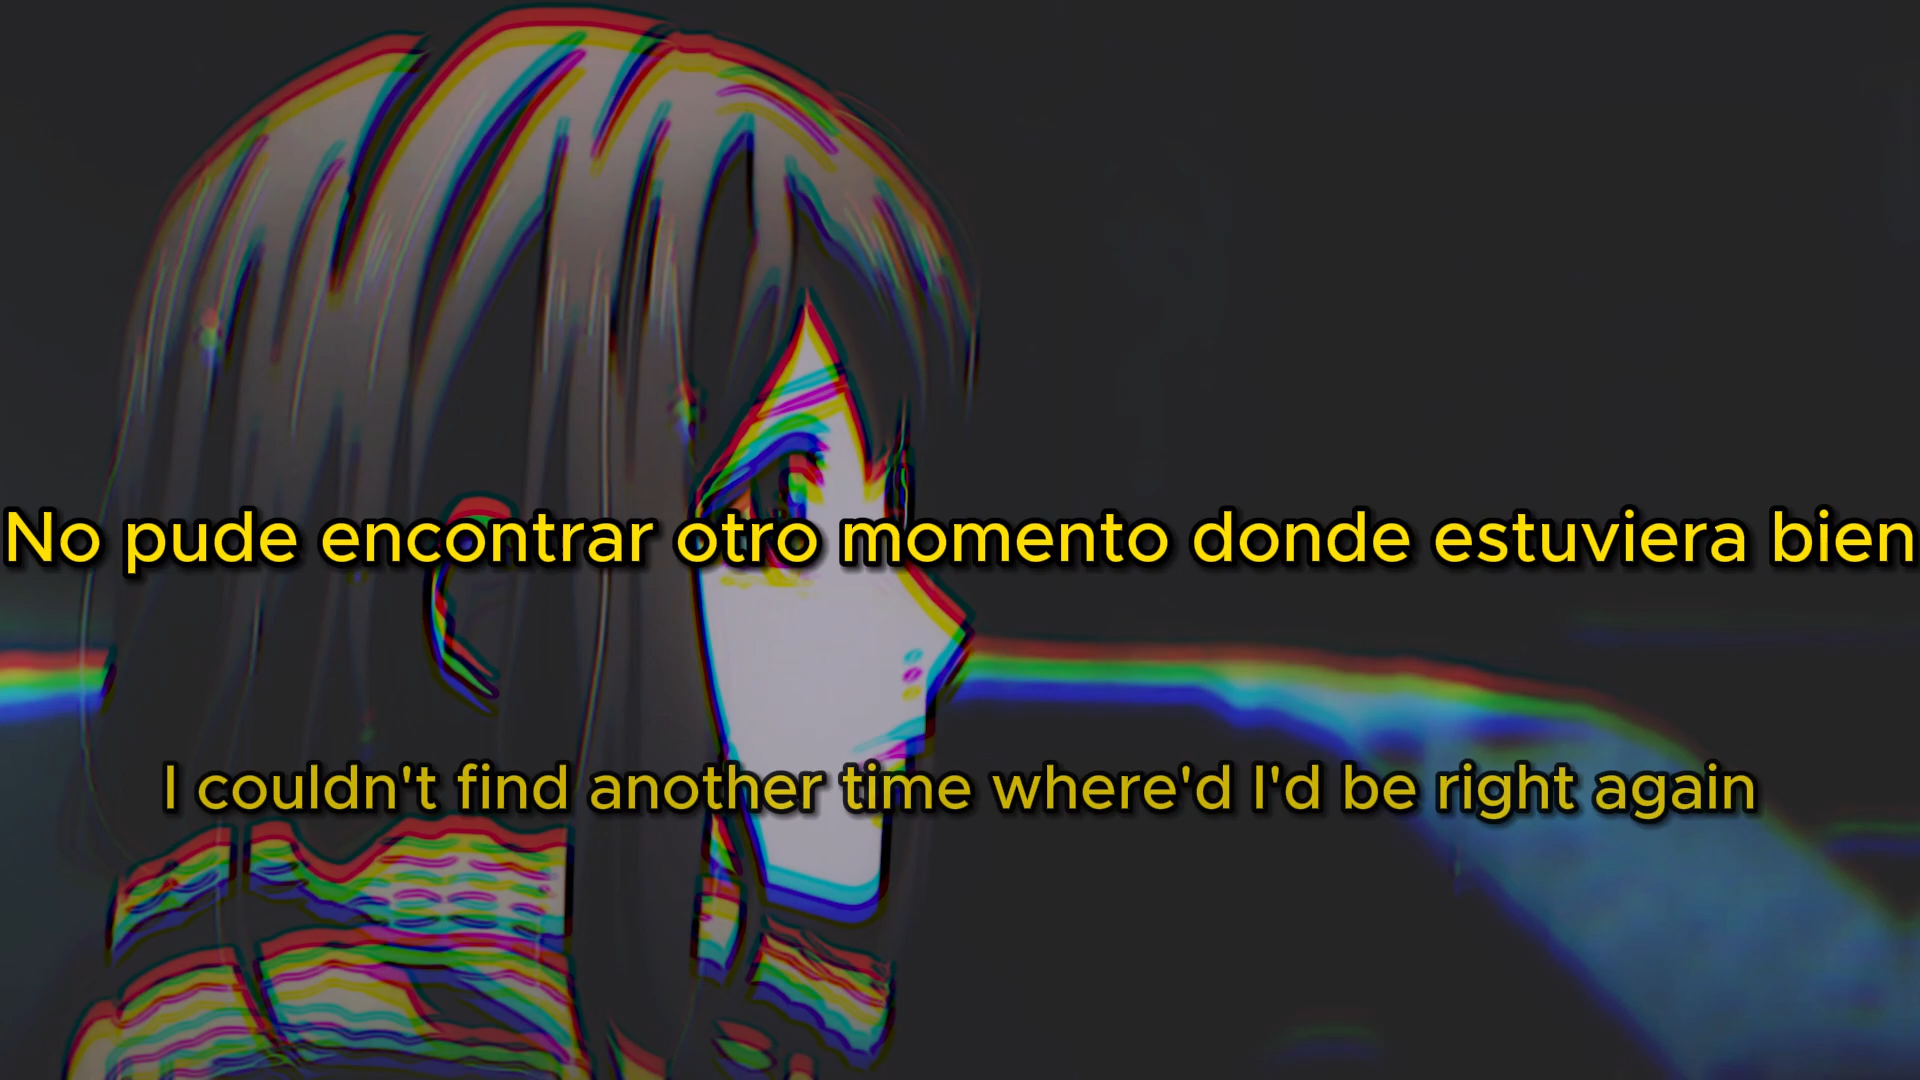 No pude encontrar otro momento donde estuviera bien
I couldn't find another time where'd I'd be right again